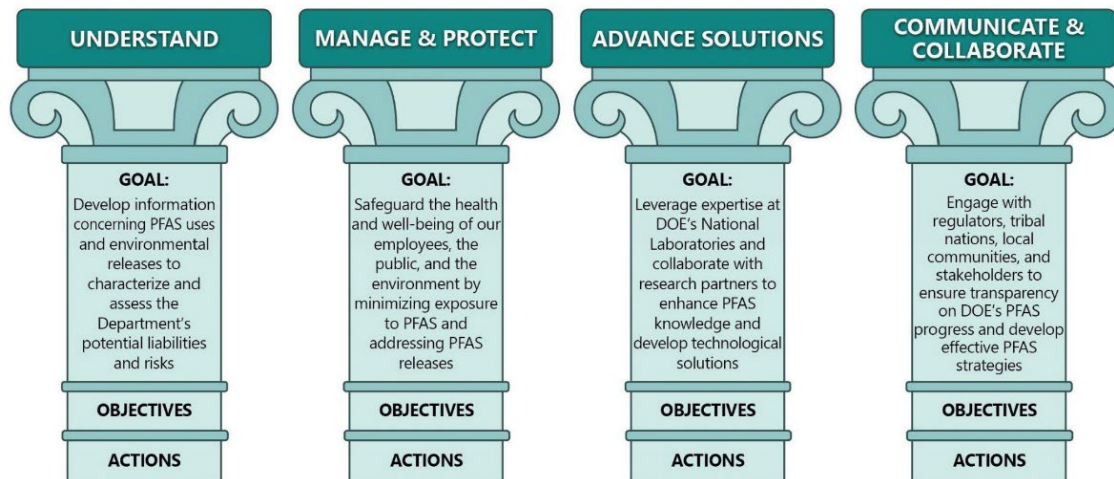 UNDERSTAND
GOAL:
Develop information
concerning PFAS uses
and environmental
releases to
characterize and
assess the
Department's
potential liabilities
and risks
OBJECTIVES
ACTIONS
MANAGE & PROTECT
GOAL:
Safeguard the health
and well-being of our
employees, the
public, and the
environment by
minimizing exposure
to PFAS and
addressing PFAS
releases
OBJECTIVES
ACTIONS
ADVANCE SOLUTIONS
GOAL:
Leverage expertise at
DOE's National
Laboratories and
collaborate with
research partners to
enhance PFAS
knowledge and
develop technological
solutions
OBJECTIVES
ACTIONS
COMMUNICATE &
COLLABORATE
GOAL:
Engage with
regulators, tribal
nations, local
communities, and
stakeholders to
ensure transparency
on DOE's PFAS
progress and develop
effective PFAS
strategies
OBJECTIVES
ACTIONS